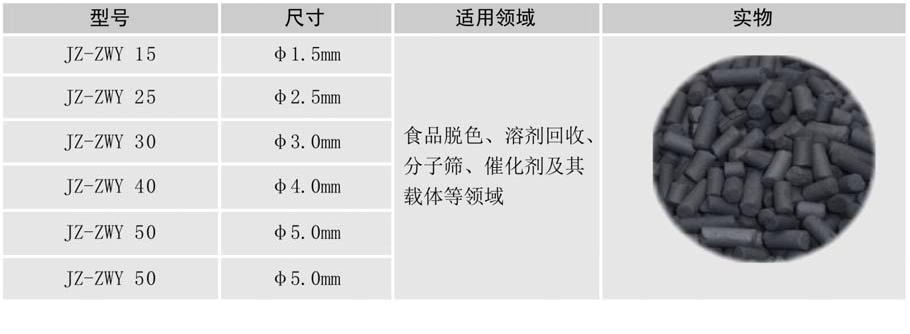 型号 尺寸 适用领域 实物
JZ-ZWY 15 φ1.5mm
JZ-ZWY 25 φ2.5mm
JZ-ZWY 30 φ3.0mm
食品脱色、溶剂回收、
分子筛、催化剂及其
载体等领域
JZ-ZWY 40 φ4.0mm
JZ-ZWY 50 φ5.0mm
JZ-ZWY 50 φ5.0mm